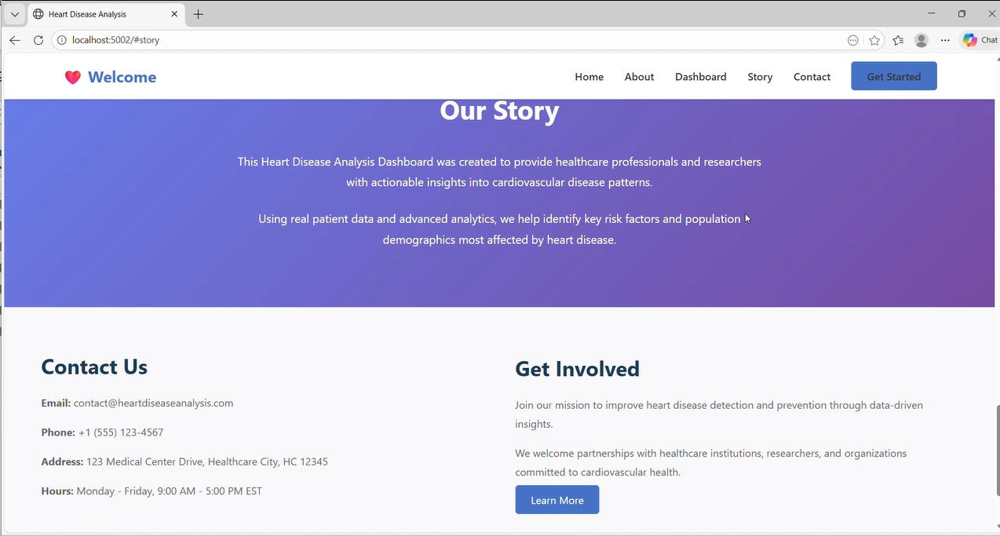 Heart Disease Analysis
localhost:5002/#story
Chat
Welcome
Home About Dashboard Story Contact Get Started
Our Story
This Heart Disease Analysis Dashboard was created to provide healthcare professionals and researchers
with actionable insights into cardiovascular disease patterns.
Using real patient data and advanced analytics, we help identify key risk factors and population
demographics most affected by heart disease.
Contact Us
Email: contact@heartdiseaseanalysis.com
Phone: +1 (555) 123-4567
Address: 123 Medical Center Drive, Healthcare City, HC 12345
Hours: Monday - Friday, 9:00 AM - 5:00 PM EST
Get Involved
Join our mission to improve heart disease detection and prevention through data-driven
insights.
We welcome partnerships with healthcare institutions, researchers, and organizations
committed to cardiovascular health.
Learn More